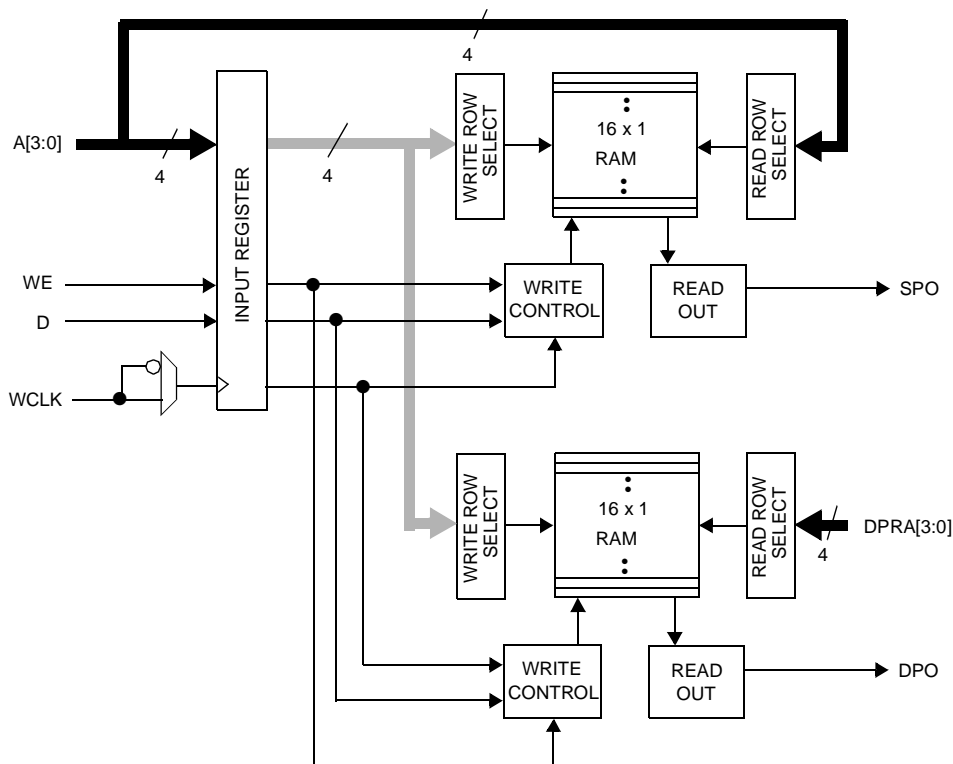 4
A[3:0]
4
4
INPUT REGISTER
WRITE ROW
SELECT
16 x 1
RAM
READ ROW
SELECT
WE
D
WCLK
WRITE
CONTROL
READ
OUT
SPO
WRITE ROW
SELECT
16 x 1
RAM
READ ROW
SELECT
DPRA[3:0]
4
WRITE
CONTROL
READ
OUT
DPO